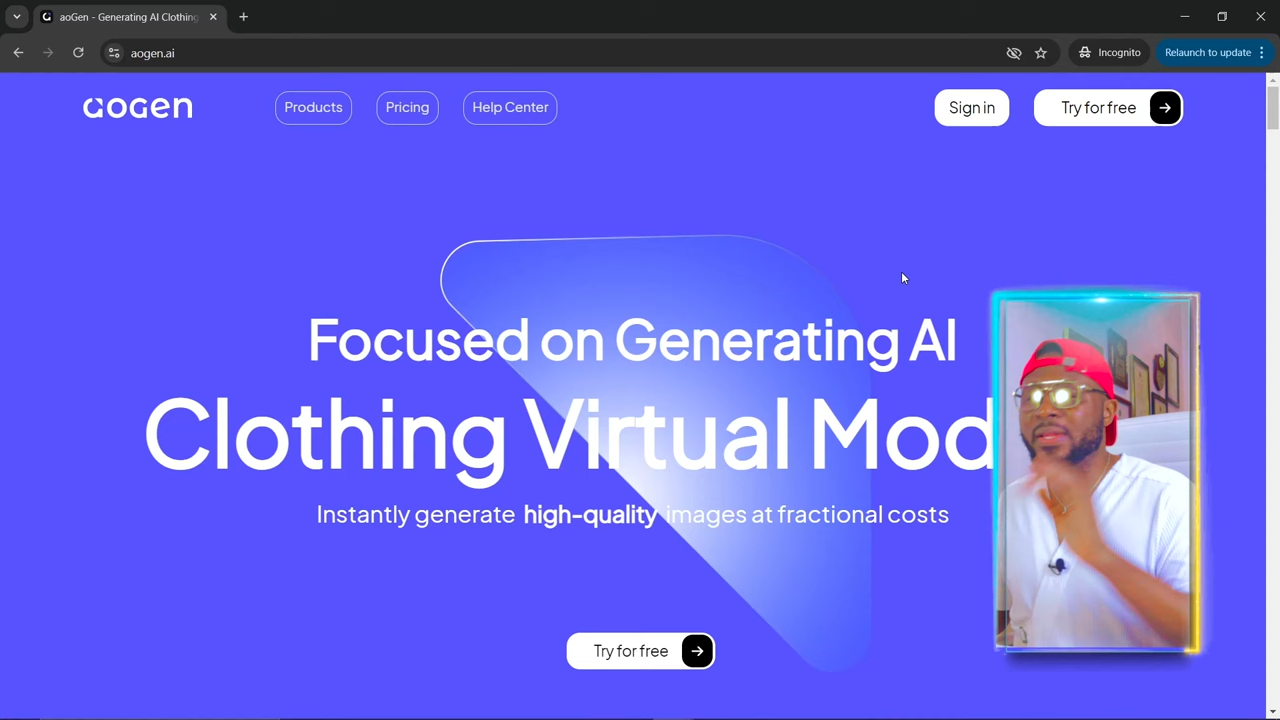 aoGen - Generating AI Clothing
aogen.ai
Incognito
Relaunch to update
aoGen
Products
Pricing
Help Center
Sign in
Try for free
Focused on Generating AI
Clothing Virtual Mod
Instantly generate high-quality images at fractional costs
Try for free